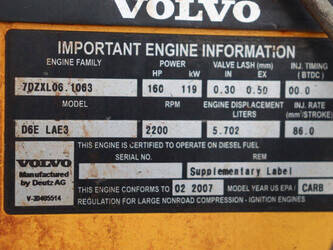 VOLVO
IMPORTANT ENGINE INFORMATION
ENGINE FAMILY POWER VALVE LASH (mm) INJ. TIMING
HP kW IN EX ( BTDC )
7DZXL06.1063 160 119 0.30 0.50 00.0
MODEL RPM ENGINE DISPLACEMENT INJ. RATE
LITERS mm³/STROKE)
D6E LAE3 2200 5.702 86.0
THIS ENGINE IS CERTIFIED TO OPERATE ON DIESEL FUEL
VOLVO SERIAL NO. REM
Manufactured Supplementary Label
by Deutz AG
THIS ENGINE CONFORMS TO 02 2007 MODEL YEAR US EPA / CARB
V-20405514 REGULATION FOR LARGE NONROAD COMPRESSION - IGNITION ENGINES